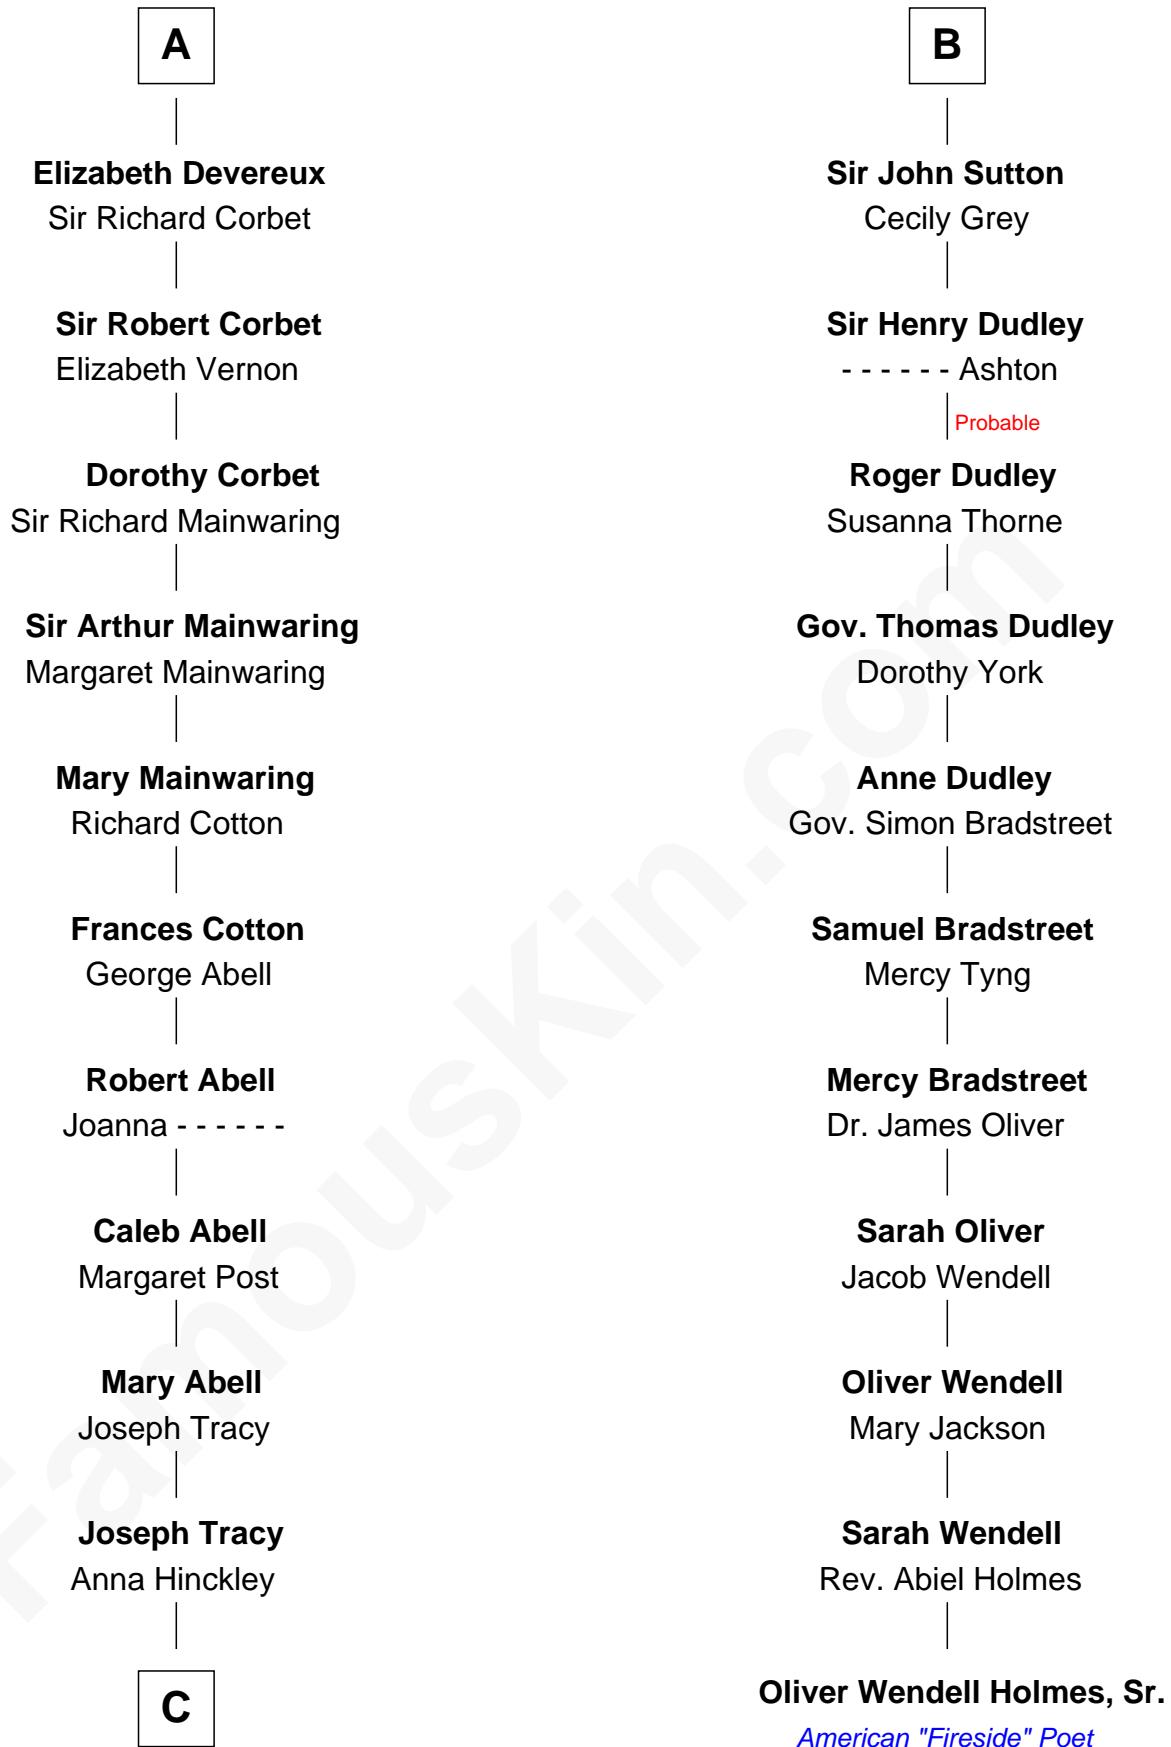 A
Elizabeth Devereux
Sir Richard Corbet
Sir Robert Corbet
Elizabeth Vernon
Dorothy Corbet
Sir Richard Mainwaring
Sir Arthur Mainwaring
Margaret Mainwaring
Mary Mainwaring
Richard Cotton
Frances Cotton
George Abell
Robert Abell
Joanna - - - - - -
Caleb Abell
Margaret Post
Mary Abell
Joseph Tracy
Joseph Tracy
Anna Hinckley
C
B
Sir John Sutton
Cecily Grey
Sir Henry Dudley
- - - - - - Ashton
Probable
Roger Dudley
Susanna Thorne
Gov. Thomas Dudley
Dorothy York
Anne Dudley
Gov. Simon Bradstreet
Samuel Bradstreet
Mercy Tyng
Mercy Bradstreet
Dr. James Oliver
Sarah Oliver
Jacob Wendell
Oliver Wendell
Mary Jackson
Sarah Wendell
Rev. Abiel Holmes
Oliver Wendell Holmes, Sr.
American "Fireside" Poet
FamousKin.com